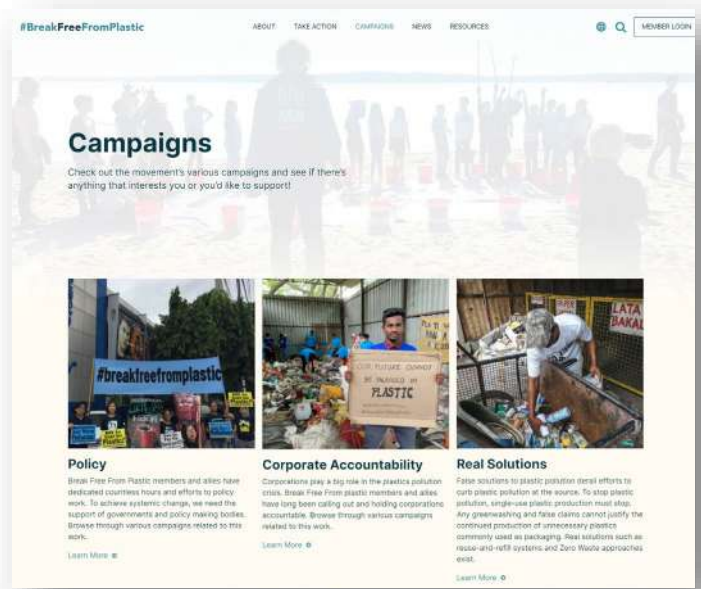 #BreakFreeFromPlastic
ABOUT TAKE ACTION CAMPAIGNS NEWS RESOURCES
MEMBER LOGIN
Campaigns
Check out the movement's various campaigns and see if there's
anything that interests you or you'd like to support!
#breakfreefromplastic
OUR FUTURE CANNOT
BE
PLASTIC
LATA
BAKAL
Policy
Break Free From Plastic members and allies have
dedicated countless hours and efforts to policy
work. To achieve systemic change, we need the
support of governments and policy making bodies.
Browse through various campaigns related to this
work.
Learn More
Corporate Accountability
Corporations play a big role in the plastics pollution
crisis. Break Free From plastic members and allies
have long been calling out and holding corporations
accountable. Browse through various campaigns
related to this work.
Learn More
Real Solutions
False solutions to plastic pollution derail efforts to
curb plastic pollution at the source. To stop plastic
pollution, single-use plastic production must stop.
Any greenwashing and false claims cannot justify the
continued production of unnecessary plastics
commonly used as packaging. Real solutions such as
reuse-and-refill systems and Zero Waste approaches
exist.
Learn More